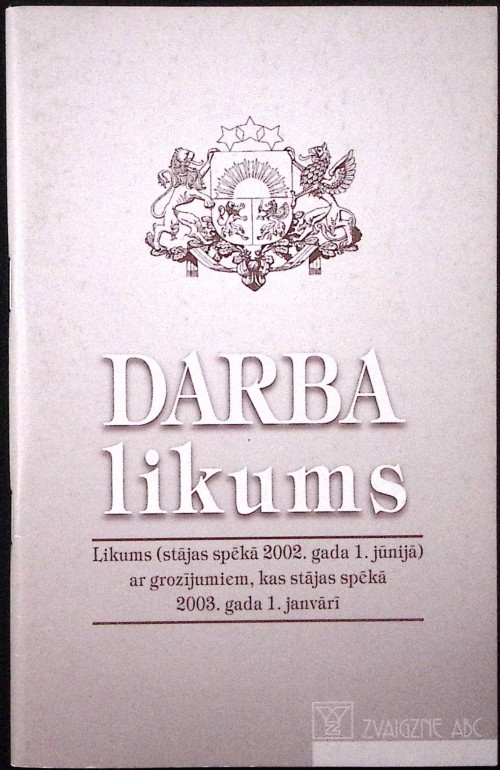 DARBA
likums
Likums (stājas spēkā 2002. gada 1. jūnijā)
ar grozījumiem, kas stājas spēkā
2003. gada 1. janvārī
ZVAIGZNE ABC